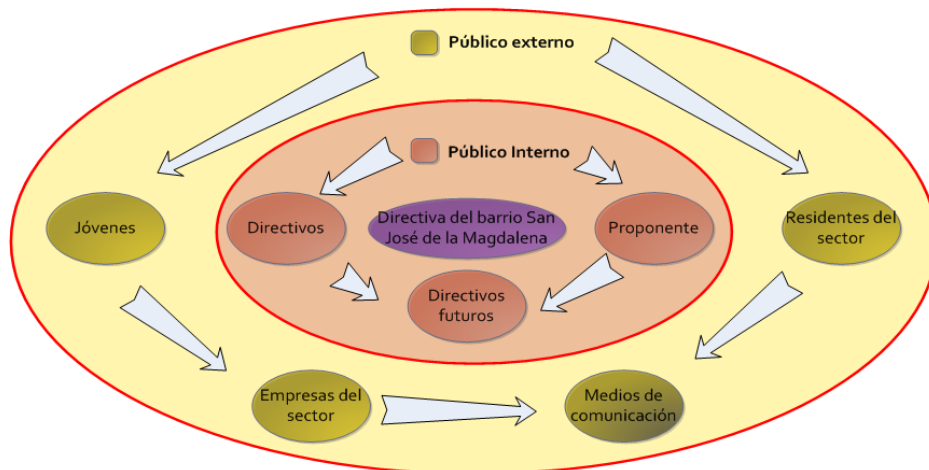 Público externo
Público Interno
Jóvenes
Directivos
Directiva del barrio San
José de la Magdalena
Proponente
Residentes del
sector
Directivos
futuros
Empresas del
sector
Medios de
comunicación